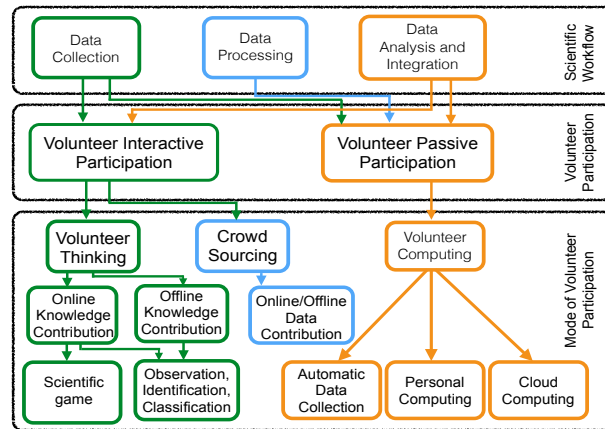 Data
Collection
Data
Processing
Data
Analysis and
Integration
Scientific
Workflow
Volunteer Interactive
Participation
Volunteer Passive
Participation
Volunteer
Participation
Volunteer
Thinking
Crowd
Sourcing
Volunteer
Computing
Mode of Volunteer
Participation
Online
Knowledge
Contribution
Offline
Knowledge
Contribution
Online/Offline
Data
Contribution
Scientific
game
Observation,
Identification,
Classification
Automatic
Data
Collection
Personal
Computing
Cloud
Computing